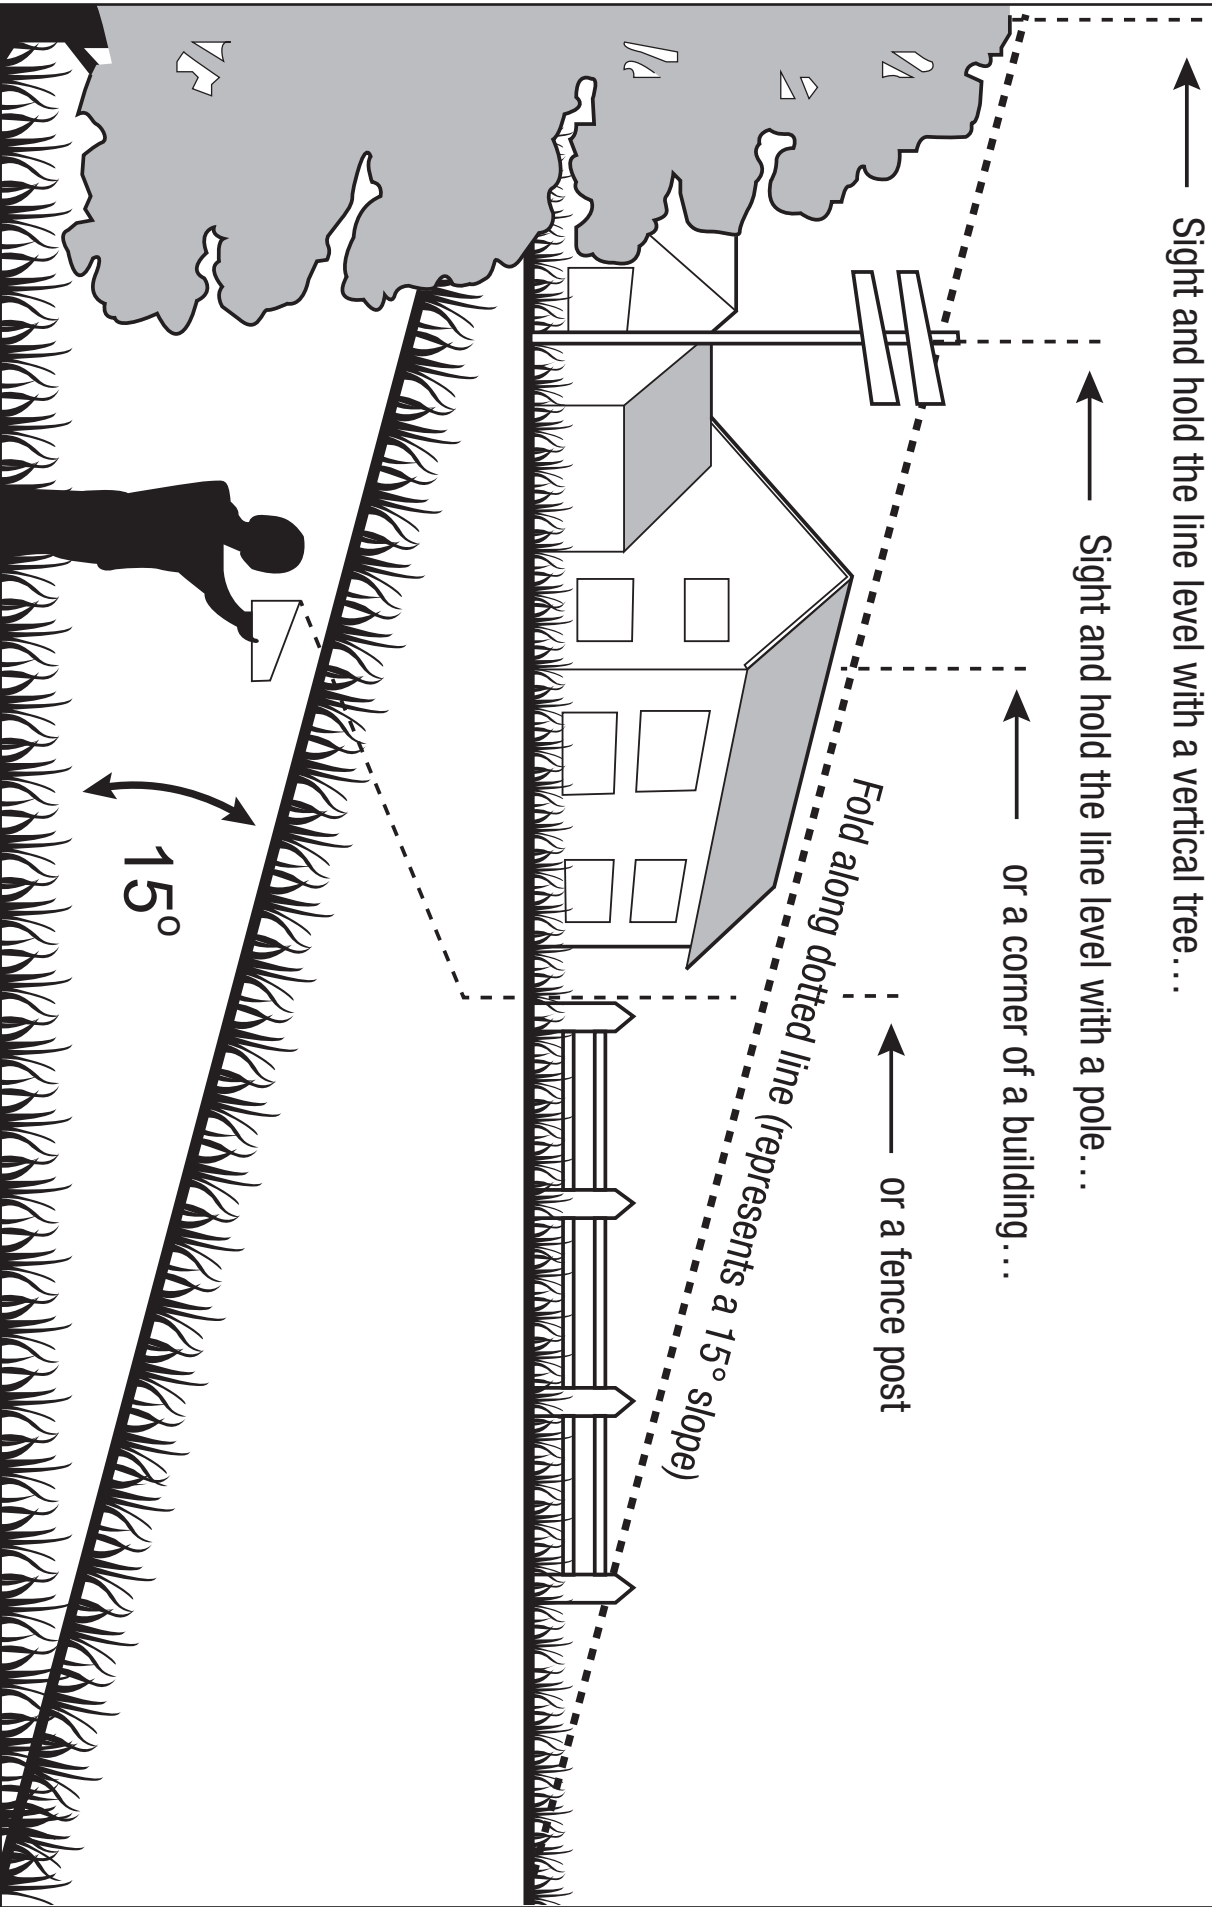 Sight and hold the line level with a vertical tree...
Sight and hold the line level with a pole...
or a corner of a building...
or a fence post
Fold along dotted line (represents a 15° slope)
15°